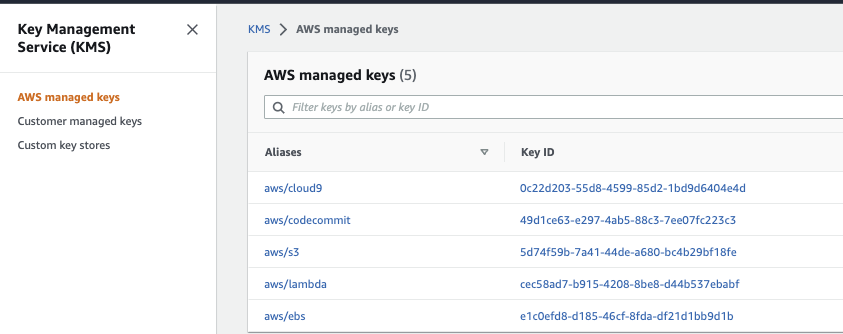 Key Management
Service (KMS)
AWS managed keys
Customer managed keys
Custom key stores
KMS > AWS managed keys
AWS managed keys (5)
Filter keys by alias or key ID
Aliases Key ID
aws/cloud9 0c22d203-55d8-4599-85d2-1bd9d6404e4d
aws/codecommit 49d1ce63-e297-4ab5-88c3-7ee07fc223c3
aws/s3 5d74f59b-7a41-44de-a680-bc4b29bf18fe
aws/lambda cec58ad7-b915-4208-8be8-d44b537ebabf
aws/ebs e1c0efd8-d185-46cf-8fda-df21d1bb9d1b